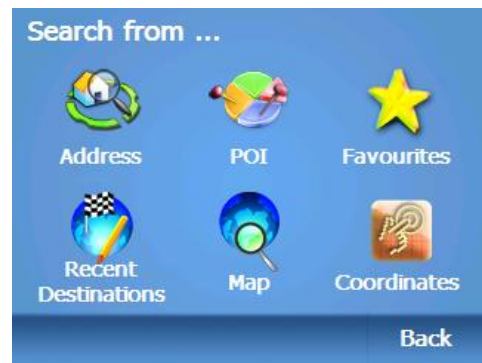 Search from ...
Address POI Favourites
Recent
Destinations Map Coordinates
Back